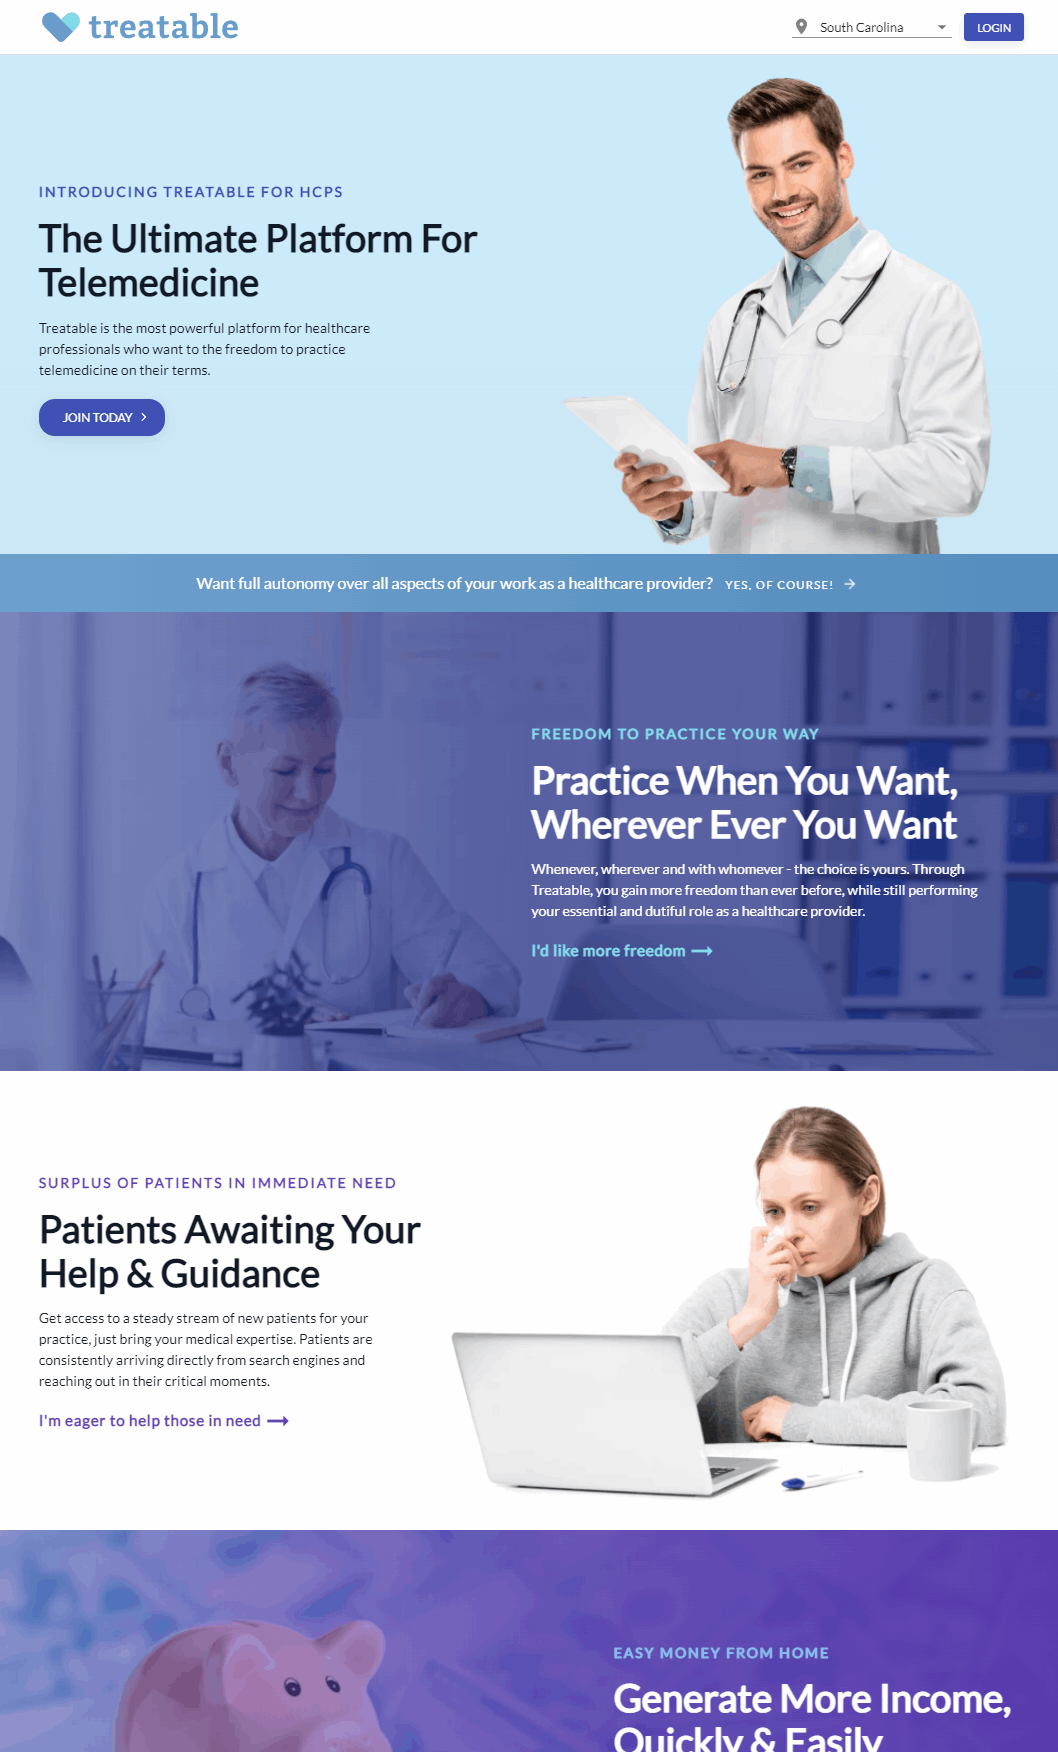 treatable
South Carolina
LOGIN
INTRODUCING TREATABLE FOR HCPS
The Ultimate Platform For
Telemedicine
Treatable is the most powerful platform for healthcare
professionals who want to the freedom to practice
telemedicine on their terms.
JOIN TODAY
Want full autonomy over all aspects of your work as a healthcare provider? YES, OF COURSE!
FREEDOM TO PRACTICE YOUR WAY
Practice When You Want,
Wherever Ever You Want
Whenever, wherever and with whomever - the choice is yours. Through
Treatable, you gain more freedom than ever before, while still performing
your essential and dutiful role as a healthcare provider.
I'd like more freedom
SURPLUS OF PATIENTS IN IMMEDIATE NEED
Patients Awaiting Your
Help & Guidance
Get access to a steady stream of new patients for your
practice, just bring your medical expertise. Patients are
consistently arriving directly from search engines and
reaching out in their critical moments.
I'm eager to help those in need
EASY MONEY FROM HOME
Generate More Income,
Quickly & Easily